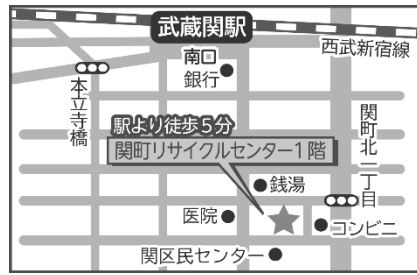 武蔵関駅
西武新宿線
南口
銀行
本立寺橋
駅より徒歩5分
関町リサイクルセンター1階
関町北一丁目
銭湯
医院
コンビニ
関区民センター